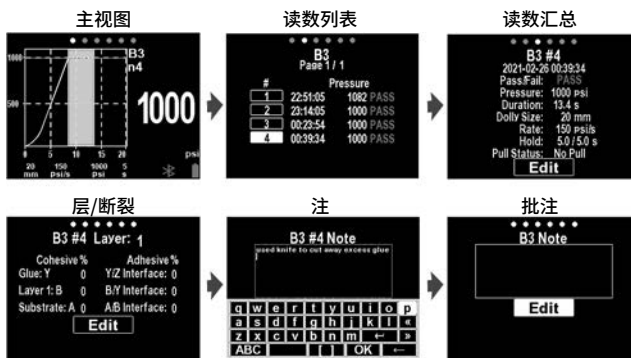 主视图
1000
500
0 5 10 15 20
B3
n4
1000
psi
20 mm 150 psi/s 1000 psi 5 s
读数列表
B3
Page 1 / 1
# Pressure
1 22:51:05 1082 PASS
2 23:14:05 1000 PASS
3 00:23:54 1000 PASS
4 00:39:34 1000 PASS
读数汇总
B3 #4
2021-02-26 00:39:34
Pass/Fail: PASS
Pressure: 1000 psi
Duration: 13.4 s
Dolly Size: 20 mm
Rate: 150 psi/s
Hold: 5.0 / 5.0 s
Pull Status: No Pull
Edit
层/断裂
B3 #4 Layer: 1
Cohesive % Adhesive %
Glue: Y 0 Y/Z Interface: 0
Layer 1: B 0 B/Y Interface: 0
Substrate: A 0 A/B Interface: 0
Edit
注
B3 #4 Note
used knife to cut away excess glue
q w e r t y u i o p
a s d f g h j k l «
z x c v b n m ← »
ABC [ ] OK ←
批注
B3 Note
Edit